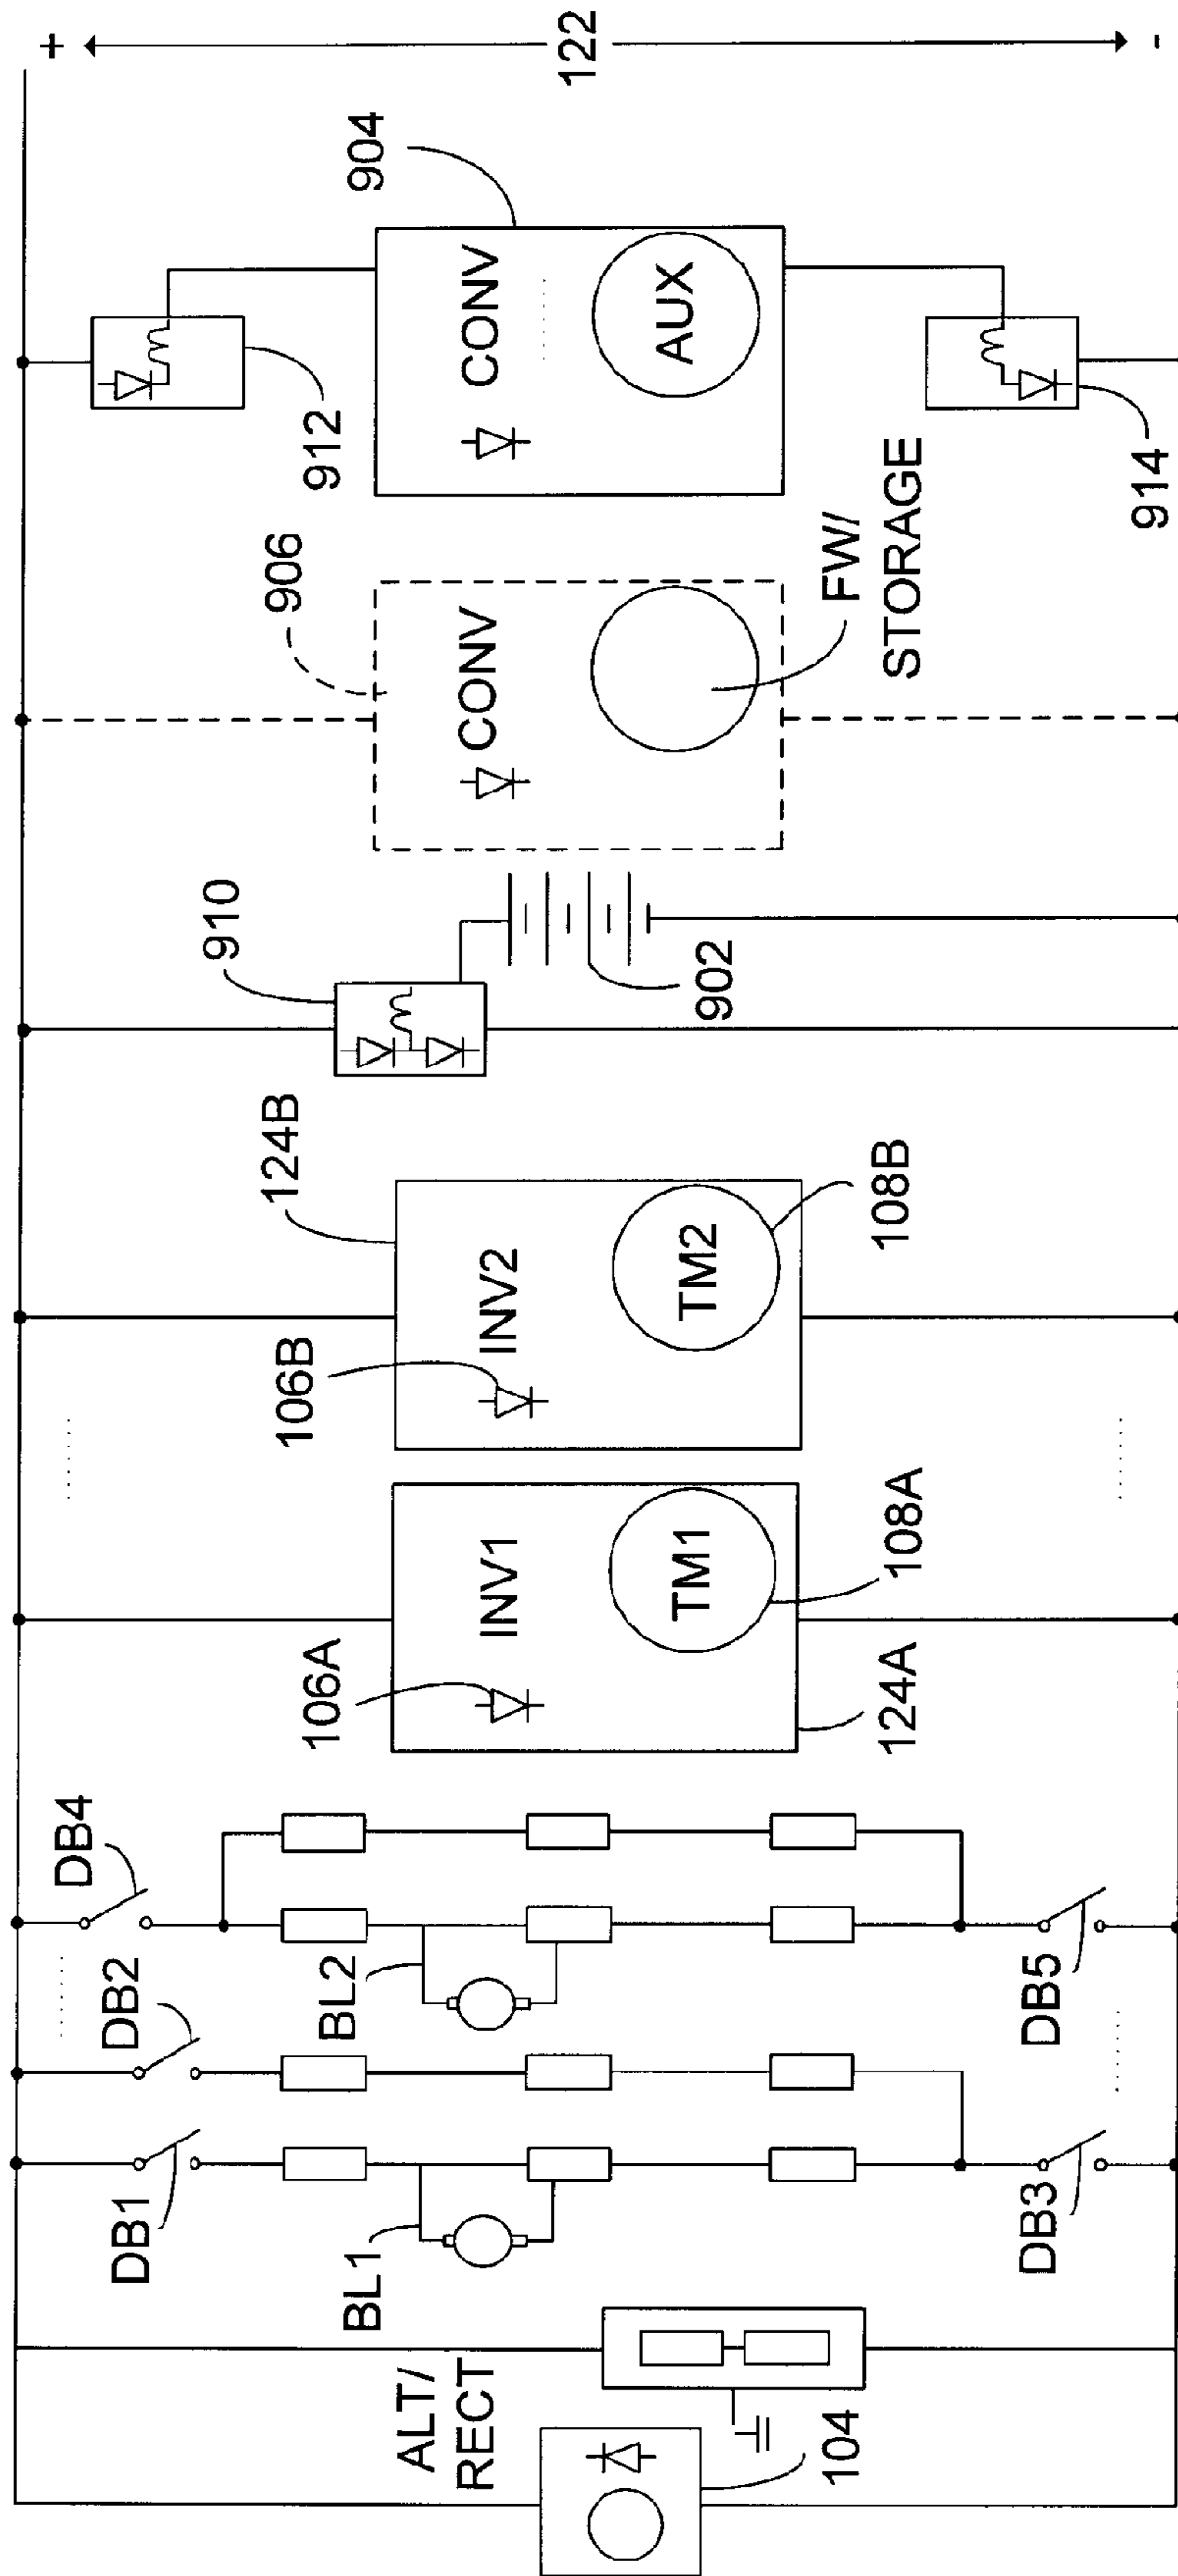 +
122
-
904
CONV
AUX
912
914
906
CONV
FW/
STORAGE
910
902
124B
INV2
106B
TM2
108B
INV1
106A
TM1
108A
124A
DB4
DB2
BL2
DB5
DB1
BL1
DB3
ALT/
RECT
104